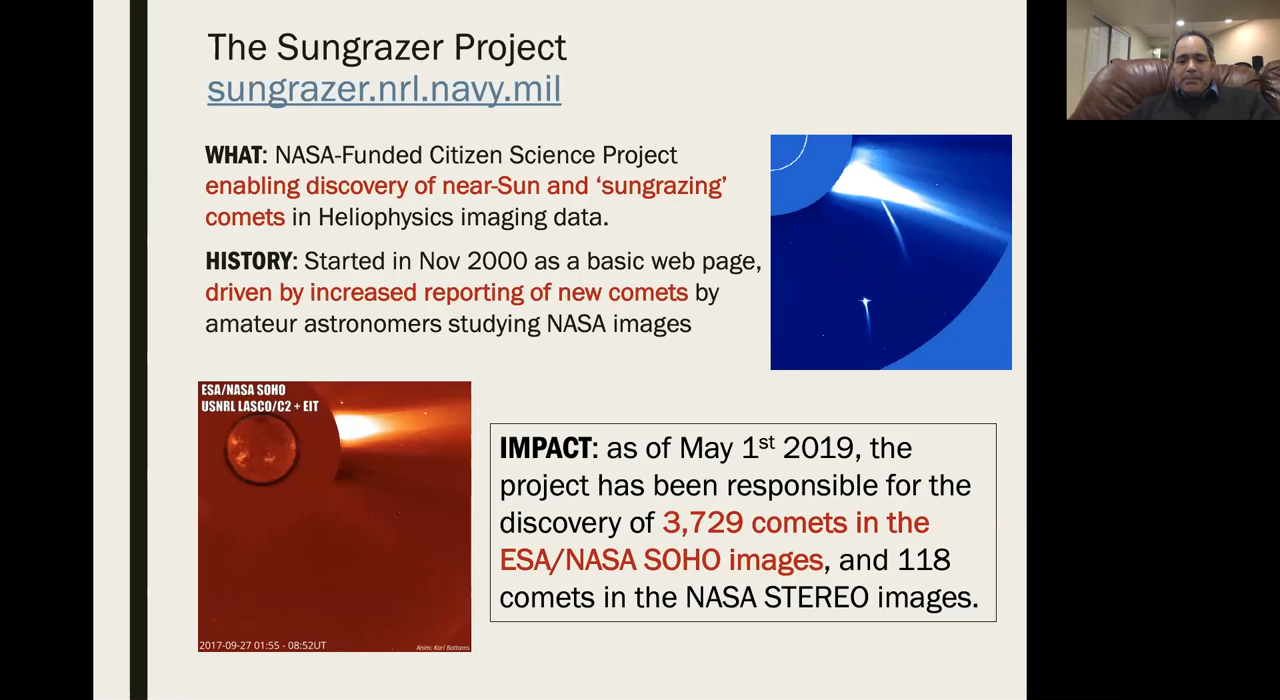 The Sungrazer Project
sungrazer.nrl.navy.mil
WHAT: NASA-Funded Citizen Science Project
enabling discovery of near-Sun and ‘sungrazing’
comets in Heliophysics imaging data.
HISTORY: Started in Nov 2000 as a basic web page,
driven by increased reporting of new comets by
amateur astronomers studying NASA images
ESA/NASA SOHO
USNRL LASCO/C2 + EIT
2017-09-27 01:55 - 08:52UT
Anim: Karl Battams
IMPACT: as of May 1st 2019, the
project has been responsible for the
discovery of 3,729 comets in the
ESA/NASA SOHO images, and 118
comets in the NASA STEREO images.